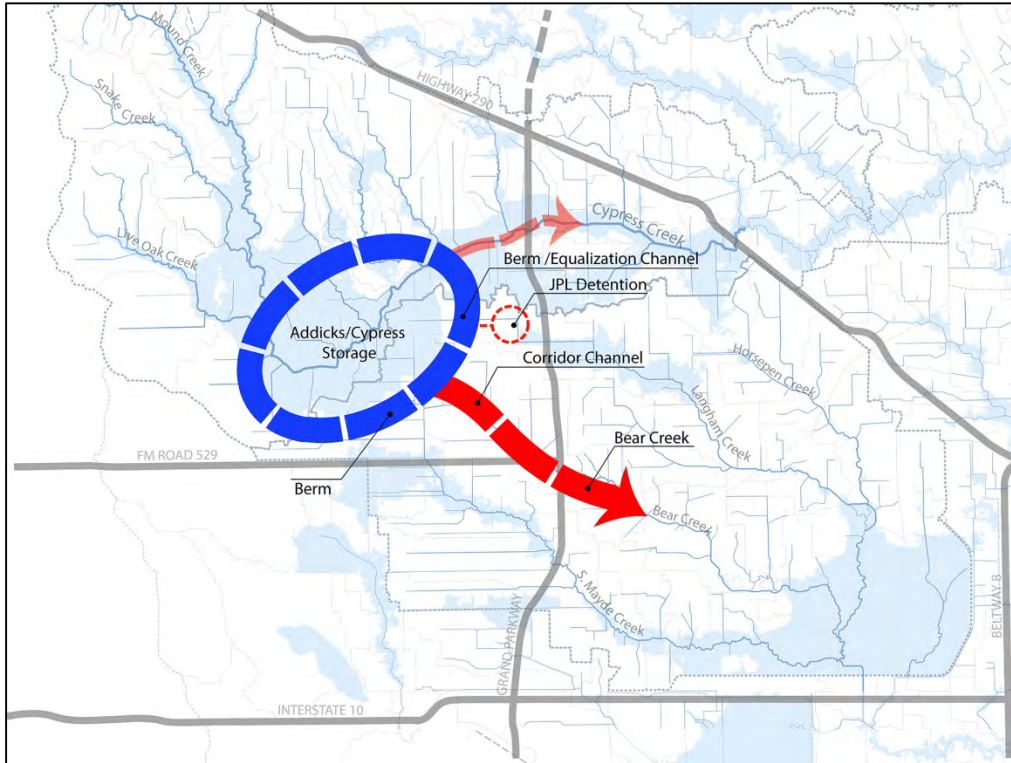 Mound Creek
HIGHWAY 290
Snake Creek
Cypress Creek
Live Oak Creek
Berm /Equalization Channel
JPL Detention
Addicks/Cypress
Storage
Corridor Channel
Horsepen Creek
Langham Creek
Bear Creek
FM ROAD 529
Berm
Bear Creek
S. Mayde Creek
GRAND PARKWAY
BELTWAY 8
INTERSTATE 10